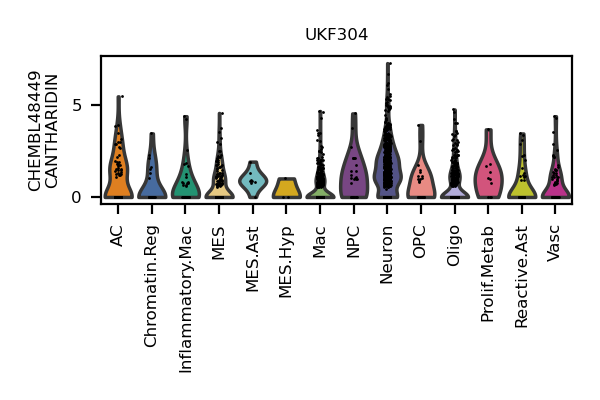 UKF304
CHEMBL48449
CANTHARIDIN
5
0
AC
Chromatin.Reg
Inflammatory.Mac
MES
MES.Ast
MES.Hyp
Mac
NPC
Neuron
OPC
Oligo
Prolif.Metab
Reactive.Ast
Vasc